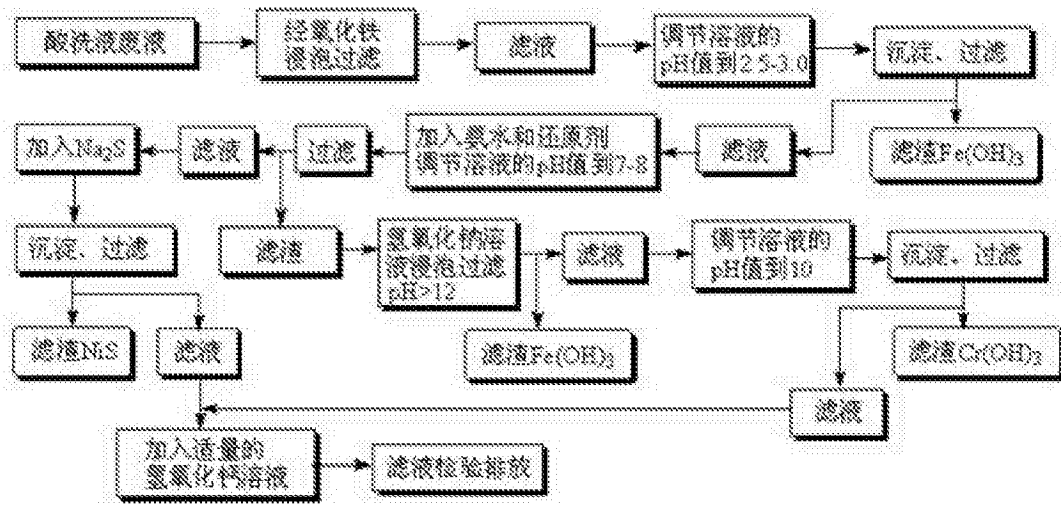 酸洗液废液
经氧化铁
浸泡过滤
滤液
调节溶液的
pH值到2.5-3.0
沉淀、过滤
加入Na₂S
滤液
过滤
加入氨水和还原剂
调节溶液的pH值到7-8
滤液
滤渣Fe(OH)₃
沉淀、过滤
滤渣
氢氧化钠溶
液浸泡过滤
pH>12
滤液
调节溶液的
pH值到10
沉淀、过滤
滤渣NiS
滤液
滤渣Fe(OH)₃
滤渣Cr(OH)₂
滤液
加入适量的
氢氧化钙溶液
滤液检验排放